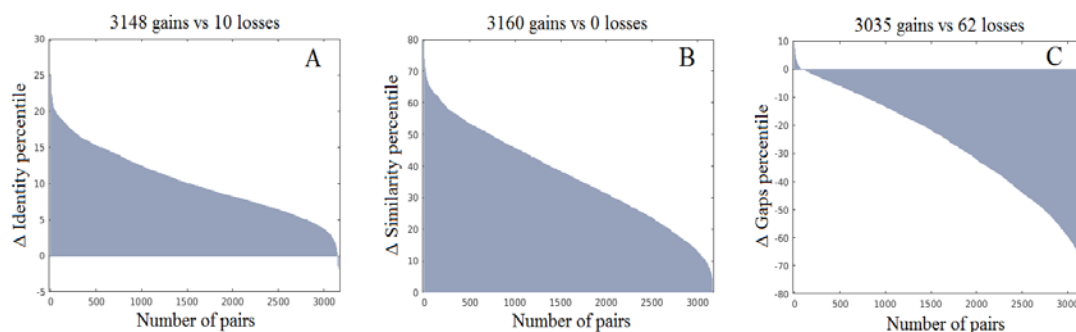 3148 gains vs 10 losses
A
Δ Identity percentile
30
25
20
15
10
5
0
-5
0 500 1000 1500 2000 2500 3000
Number of pairs
3160 gains vs 0 losses
B
Δ Similarity percentile
80
70
60
50
40
30
20
10
0
0 500 1000 1500 2000 2500 3000
Number of pairs
3035 gains vs 62 losses
C
Δ Gaps percentile
10
0
-10
-20
-30
-40
-50
-60
-70
-80
0 500 1000 1500 2000 2500 3000
Number of pairs